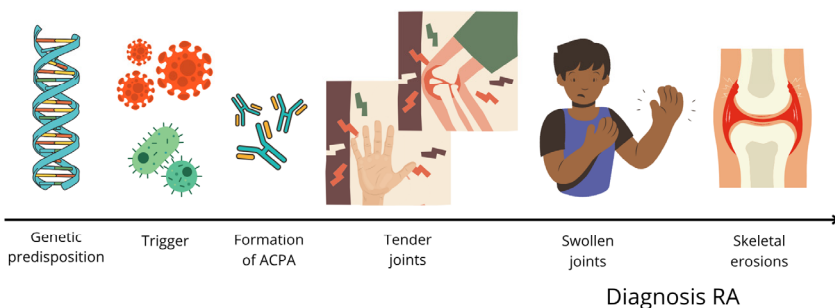 Genetic
predisposition
Trigger
Formation
of ACPA
Tender
joints
Swollen
joints
Skeletal
erosions
Diagnosis RA